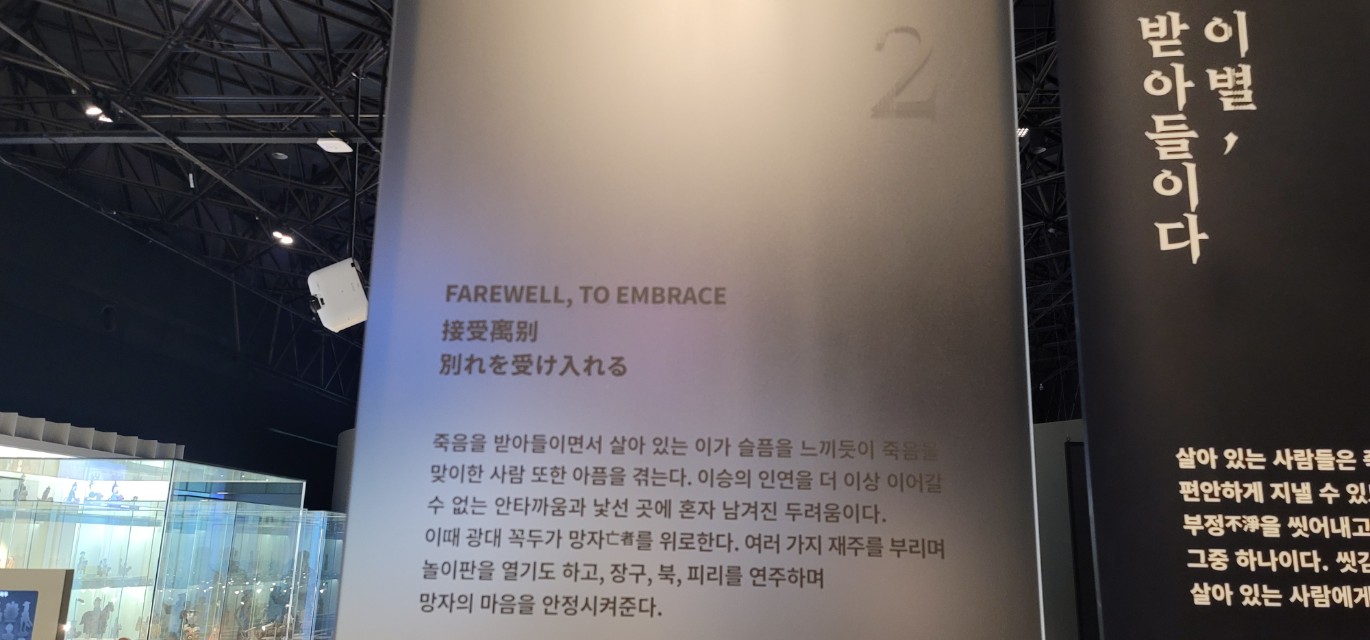 2
FAREWELL, TO EMBRACE
接受离别
別れを受け入れる
죽음을 받아들이면서 살아 있는 이가 슬픔을 느끼듯이 죽음을
맞이한 사람 또한 아픔을 겪는다. 이승의 인연을 더 이상 이어갈
수 없는 안타까움과 낯선 곳에 혼자 남겨진 두려움이다.
이때 광대 꼭두가 망자亡者를 위로한다. 여러 가지 재주를 부리며
놀이판을 열기도 하고, 장구, 북, 피리를 연주하며
망자의 마음을 안정시켜준다.
이별,
받아들이다
살아 있는 사람들은
편안하게 지낼 수 있
부정不淨을 씻어내고
그중 하나이다.
살아 있는 사람에게